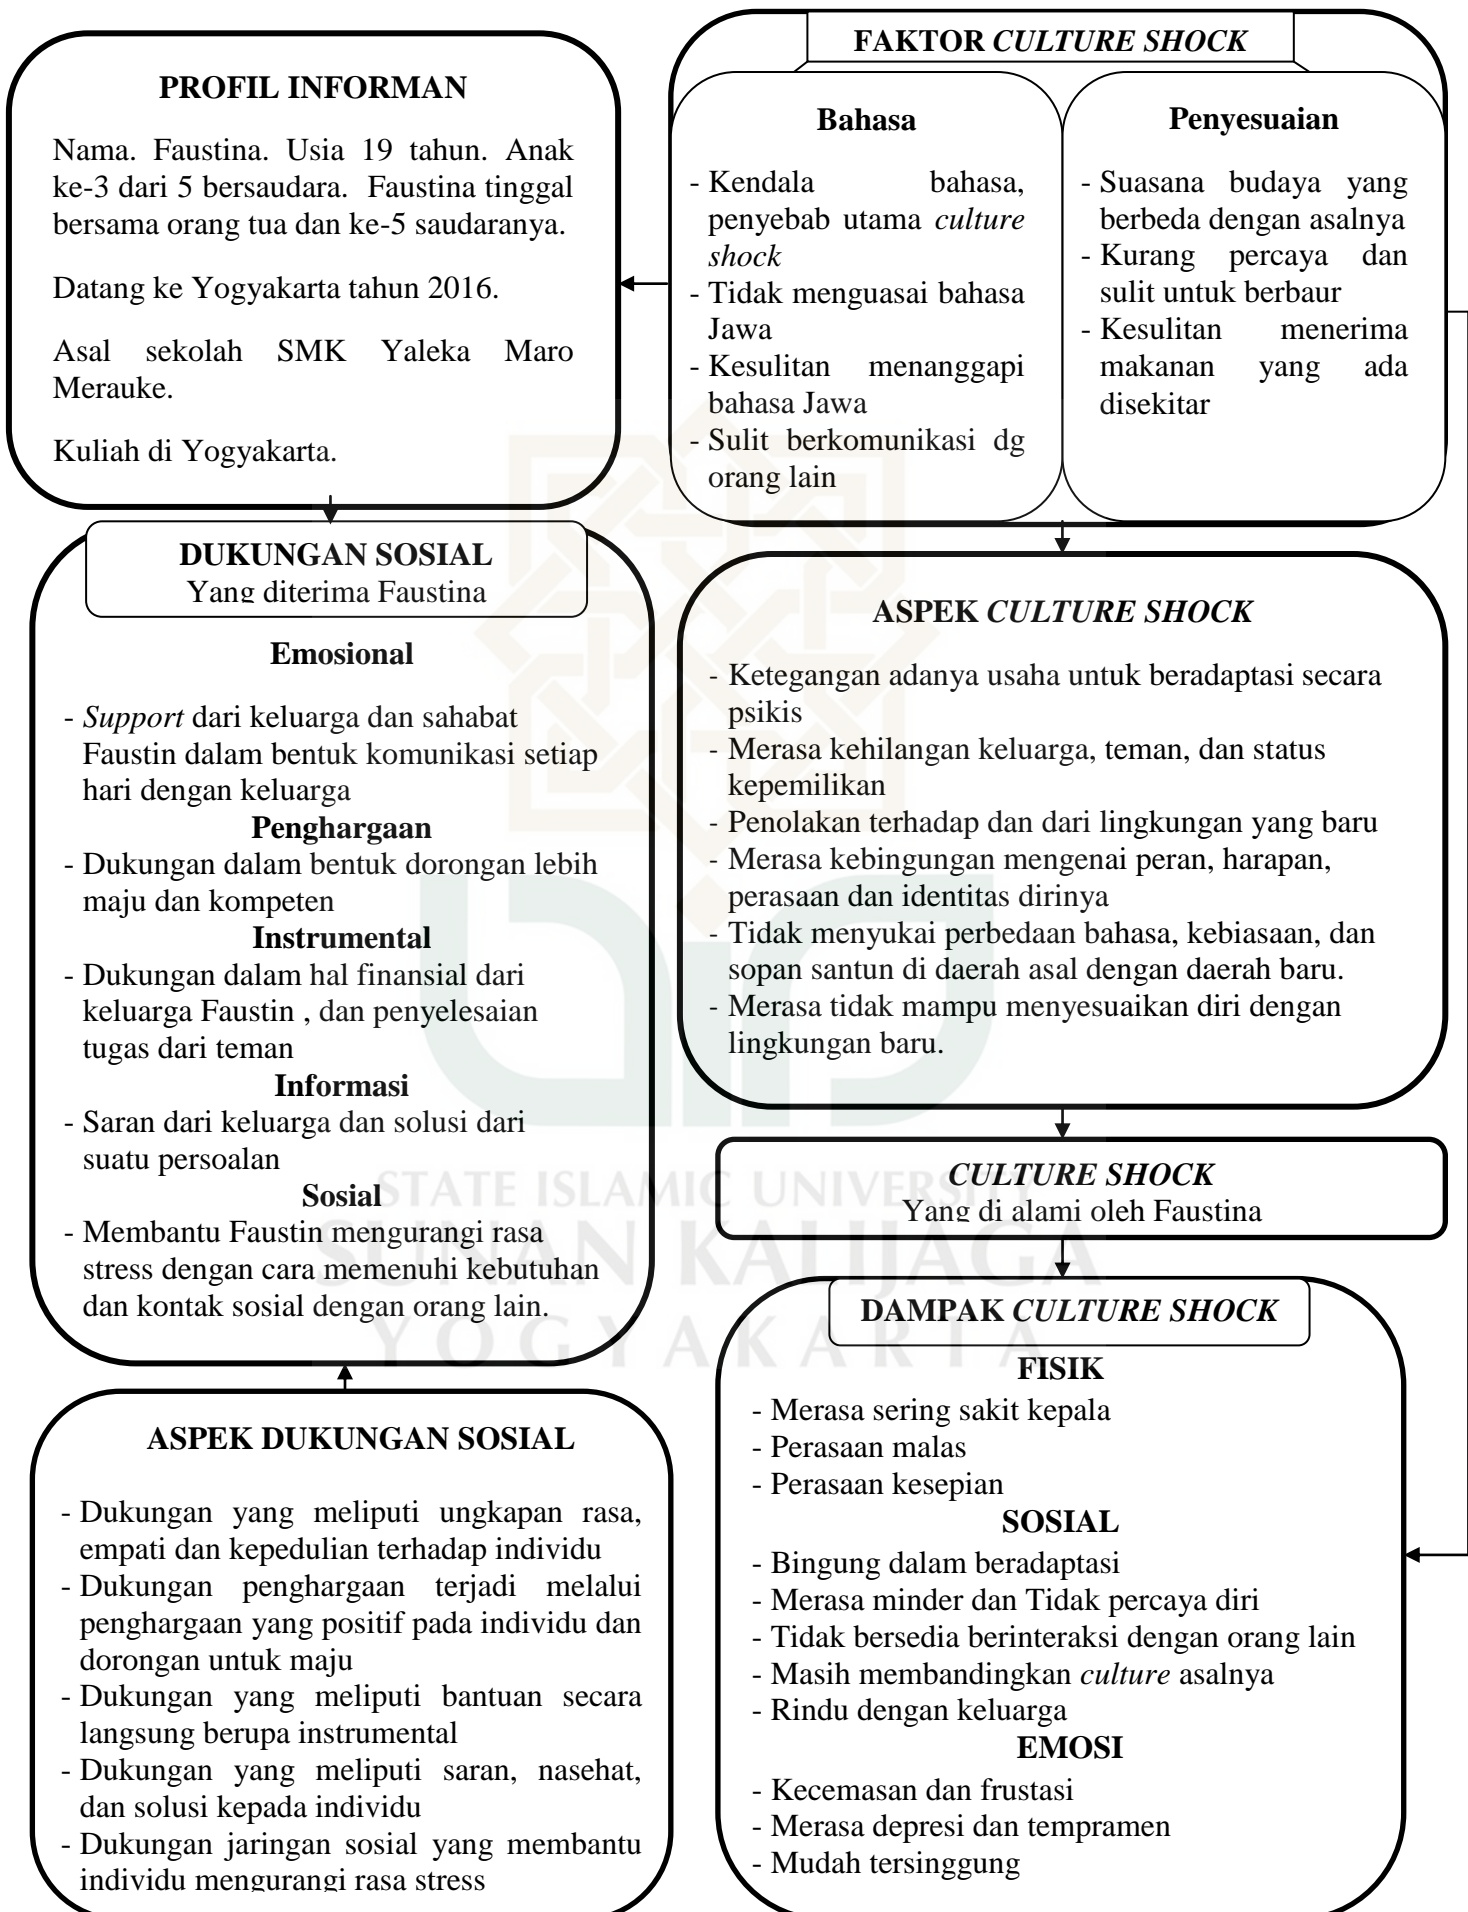 PROFIL INFORMAN
Nama. Faustina. Usia 19 tahun. Anak
ke-3 dari 5 bersaudara. Faustina tinggal
bersama orang tua dan ke-5 saudaranya.
Datang ke Yogyakarta tahun 2016.
Asal sekolah SMK Yaleka Maro
Merauke.
Kuliah di Yogyakarta.
FAKTOR CULTURE SHOCK
Bahasa
- Kendala bahasa,
penyebab utama culture
shock
- Tidak menguasai bahasa
Jawa
- Kesulitan menanggapi
bahasa Jawa
- Sulit berkomunikasi dg
orang lain
Penyesuaian
- Suasana budaya yang
berbeda dengan asalnya
- Kurang percaya dan
sulit untuk berbaur
- Kesulitan menerima
makanan yang ada
disekitar
DUKUNGAN SOSIAL
Yang diterima Faustina
Emosional
- Support dari keluarga dan sahabat
Faustin dalam bentuk komunikasi setiap
hari dengan keluarga
Penghargaan
- Dukungan dalam bentuk dorongan lebih
maju dan kompeten
Instrumental
- Dukungan dalam hal finansial dari
keluarga Faustin , dan penyelesaian
tugas dari teman
Informasi
- Saran dari keluarga dan solusi dari
suatu persoalan
Sosial
- Membantu Faustin mengurangi rasa
stress dengan cara memenuhi kebutuhan
dan kontak sosial dengan orang lain.
ASPEK CULTURE SHOCK
- Ketegangan adanya usaha untuk beradaptasi secara
psikis
- Merasa kehilangan keluarga, teman, dan status
kepemilikan
- Penolakan terhadap dan dari lingkungan yang baru
- Merasa kebingungan mengenai peran, harapan,
perasaan dan identitas dirinya
- Tidak menyukai perbedaan bahasa, kebiasaan, dan
sopan santun di daerah asal dengan daerah baru.
- Merasa tidak mampu menyesuaikan diri dengan
lingkungan baru.
CULTURE SHOCK
Yang di alami oleh Faustina
ASPEK DUKUNGAN SOSIAL
- Dukungan yang meliputi ungkapan rasa,
empati dan kepedulian terhadap individu
- Dukungan penghargaan terjadi melalui
penghargaan yang positif pada individu dan
dorongan untuk maju
- Dukungan yang meliputi bantuan secara
langsung berupa instrumental
- Dukungan yang meliputi saran, nasehat,
dan solusi kepada individu
- Dukungan jaringan sosial yang membantu
individu mengurangi rasa stress
DAMPAK CULTURE SHOCK
FISIK
- Merasa sering sakit kepala
- Perasaan malas
- Perasaan kesepian
SOSIAL
- Bingung dalam beradaptasi
- Merasa minder dan Tidak percaya diri
- Tidak bersedia berinteraksi dengan orang lain
- Masih membandingkan culture asalnya
- Rindu dengan keluarga
EMOSI
- Kecemasan dan frustasi
- Merasa depresi dan tempramen
- Mudah tersinggung
STATE ISLAMIC UNIVERSITY
SUNAN KALIJAGA
YOGYAKARTA